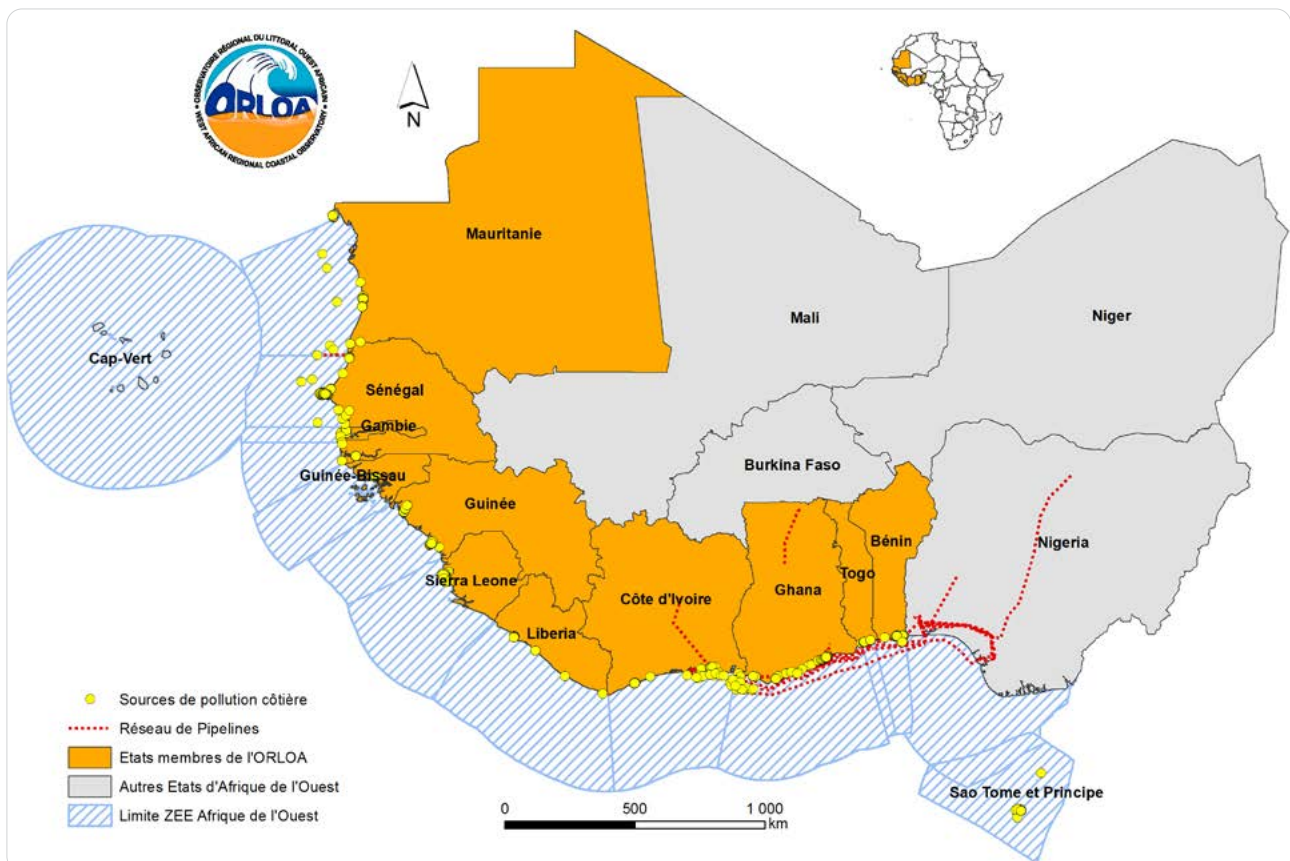 OBSERVATOIRE RÉGIONAL DU LITTORAL OUEST AFRICAIN
ORLOA
WEST AFRICAN REGIONAL COASTAL OBSERVATORY
N
Mauritanie
Mali
Niger
Cap-Vert
Sénégal
Gambie
Burkina Faso
Guinée-Bissau
Guinée
Bénin
Nigeria
Sierra Leone
Togo
Ghana
Côte d'Ivoire
Liberia
Sources de pollution côtière
Réseau de Pipelines
Etats membres de l'ORLOA
Autres Etats d'Afrique de l'Ouest
Limite ZEE Afrique de l'Ouest
Sao Tome et Principe
0 500 1 000
km